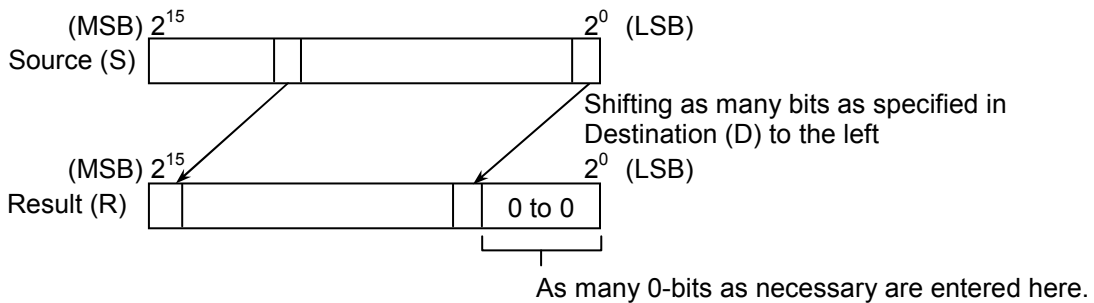 (MSB) 2^15 2^0 (LSB)
Source (S)
Shifting as many bits as specified in
Destination (D) to the left
(MSB) 2^15 2^0 (LSB)
Result (R) 0 to 0
As many 0-bits as necessary are entered here.